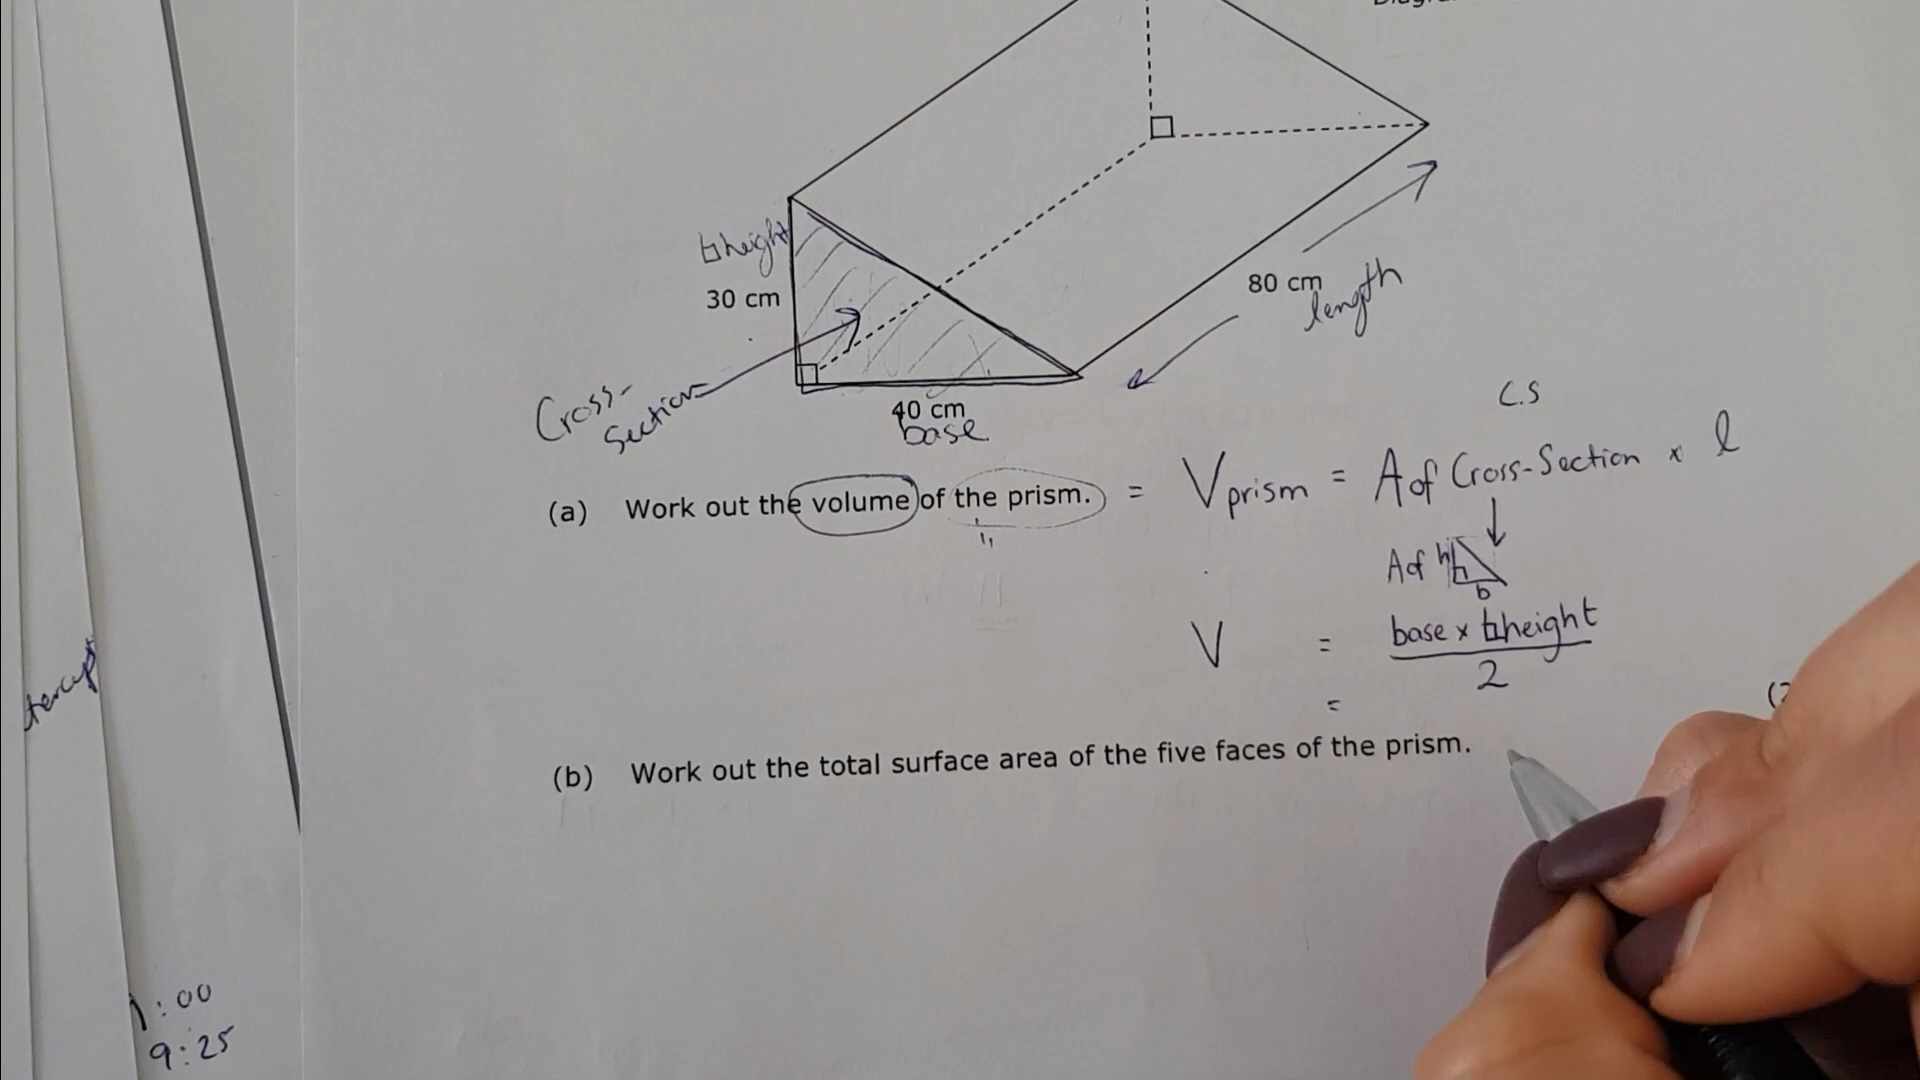 height
30 cm
80 cm
length
Cross-
Section
40 cm
base
C.S
(a) Work out the volume of the prism. = V prism = A of Cross-Section × l
A of h
b
V = base × height
2
=
(b) Work out the total surface area of the five faces of the prism.
1:00
9:25